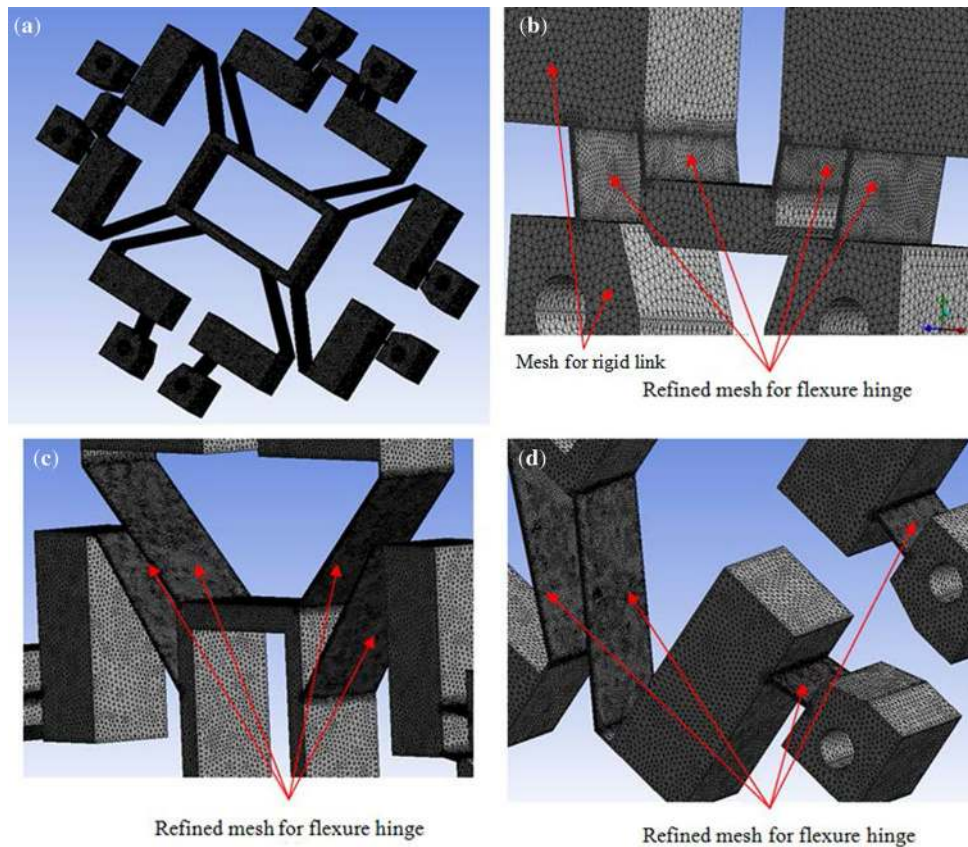 (a)
(b)
Mesh for rigid link
Refined mesh for flexure hinge
(c)
(d)
Refined mesh for flexure hinge
Refined mesh for flexure hinge